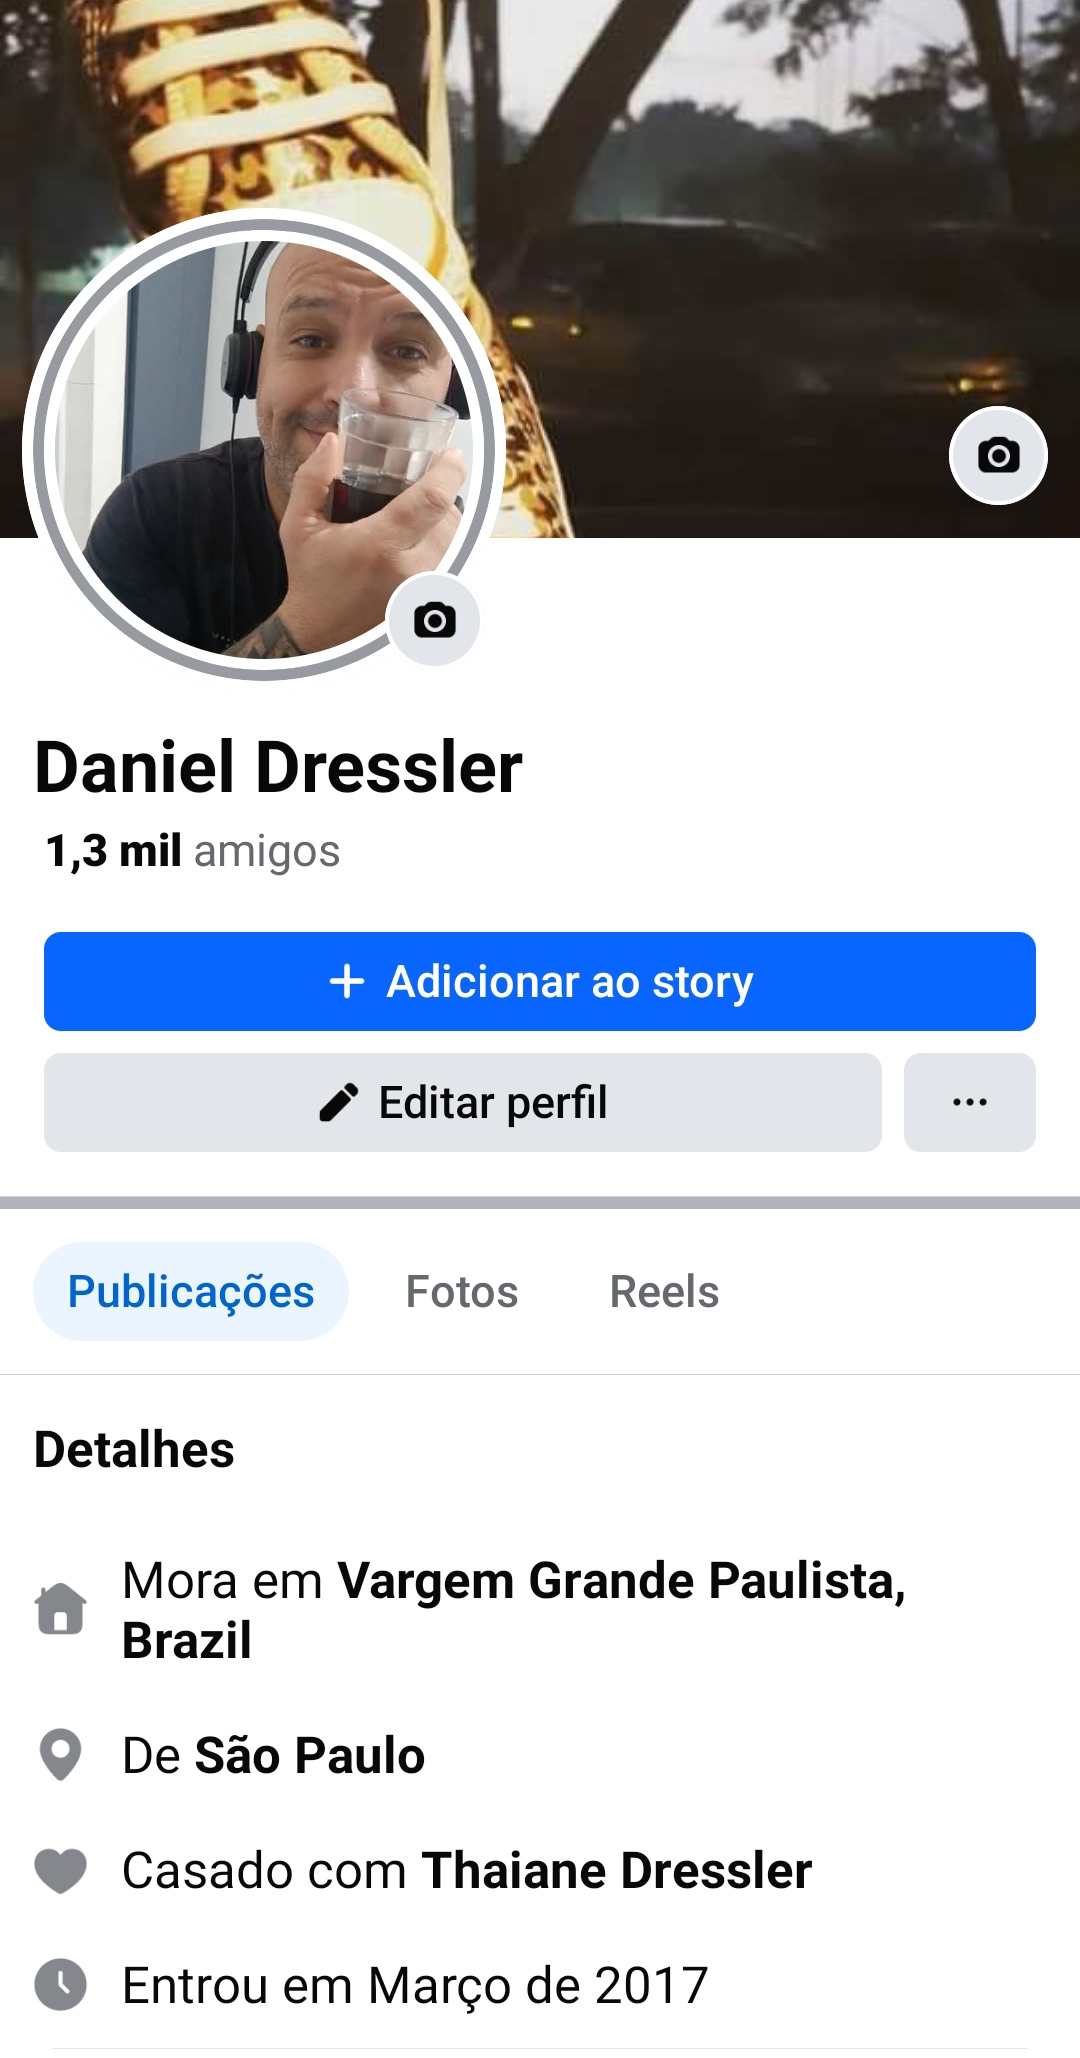 Daniel Dressler
1,3 mil amigos
+ Adicionar ao story
Editar perfil
...
Publicações Fotos Reels
Detalhes
Mora em Vargem Grande Paulista,
Brazil
De São Paulo
Casado com Thaiane Dressler
Entrou em Março de 2017